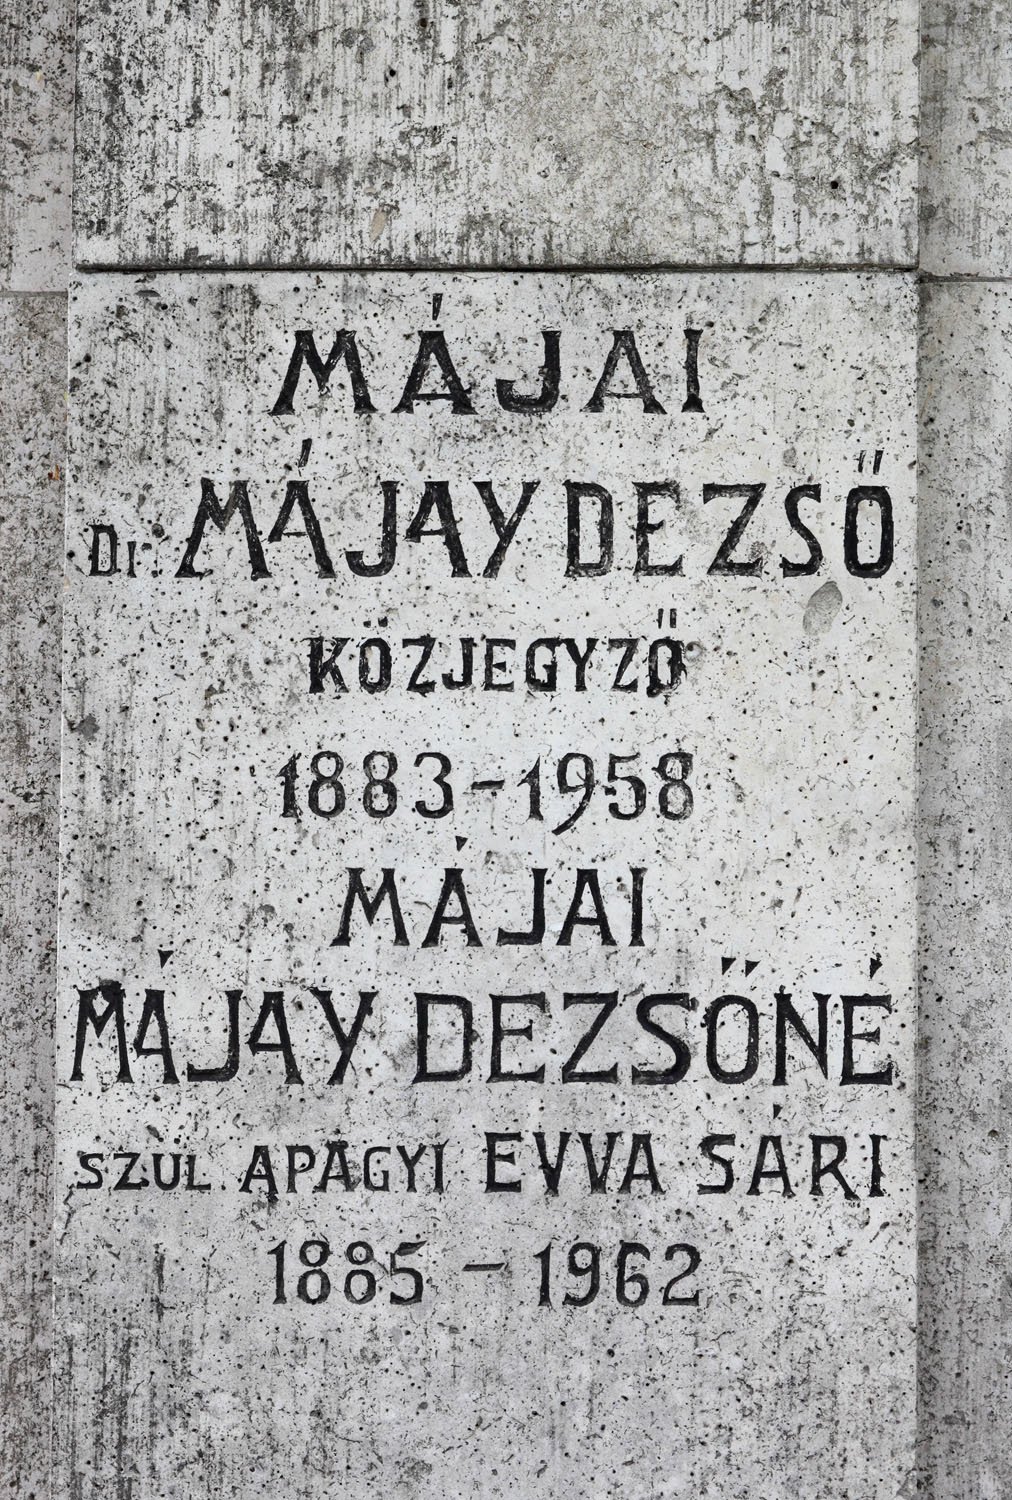 MÁJAI
Dr. MÁJAY DEZSŐ
KÖZJEGYZŐ
1883-1958
MÁJAI
MÁJAY DEZSŐNÉ
SZÜL. APAGYI EVVA SÁRI
1885 - 1962